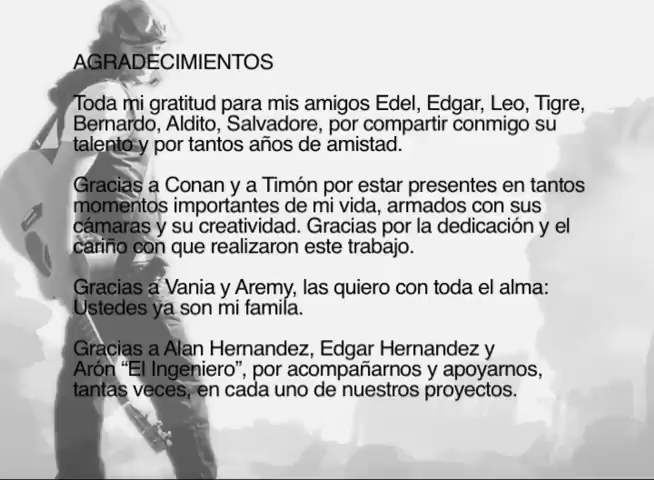 AGRADECIMIENTOS
Toda mi gratitud para mis amigos Edel, Edgar, Leo, Tigre,
Bernardo, Aldito, Salvadore, por compartir conmigo su
talento y por tantos años de amistad.
Gracias a Conan y a Timón por estar presentes en tantos
momentos importantes de mi vida, armados con sus
cámaras y su creatividad. Gracias por la dedicación y el
cariño con que realizaron este trabajo.
Gracias a Vania y Aremy, las quiero con toda el alma:
Ustedes ya son mi famila.
Gracias a Alan Hernandez, Edgar Hernandez y
Arón “El Ingeniero”, por acompañarnos y apoyarnos,
tantas veces, en cada uno de nuestros proyectos.